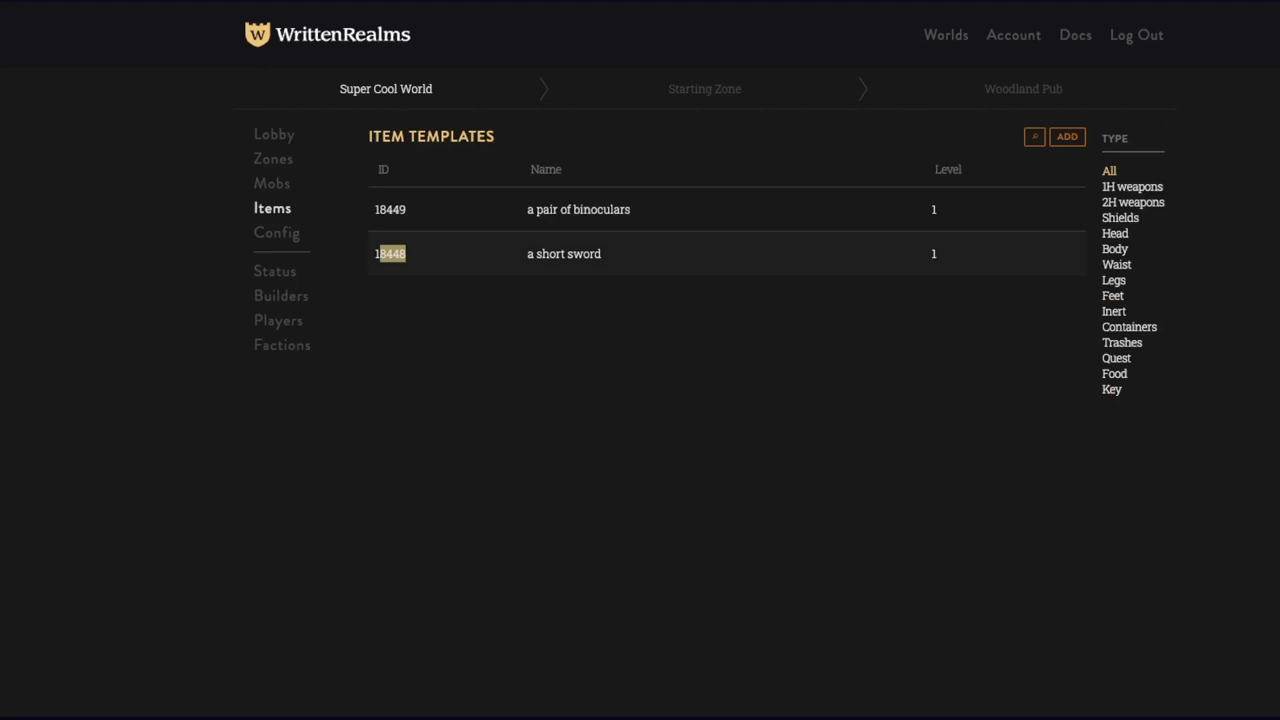 W WrittenRealms
Worlds Account Docs Log Out
Super Cool World Starting Zone Woodland Pub
Lobby
Zones
Mobs
Items
Config
Status
Builders
Players
Factions
ITEM TEMPLATES
ADD
ID Name Level
18449 a pair of binoculars 1
18448 a short sword 1
TYPE
All
1H weapons
2H weapons
Shields
Head
Body
Waist
Legs
Feet
Inert
Containers
Trashes
Quest
Food
Key